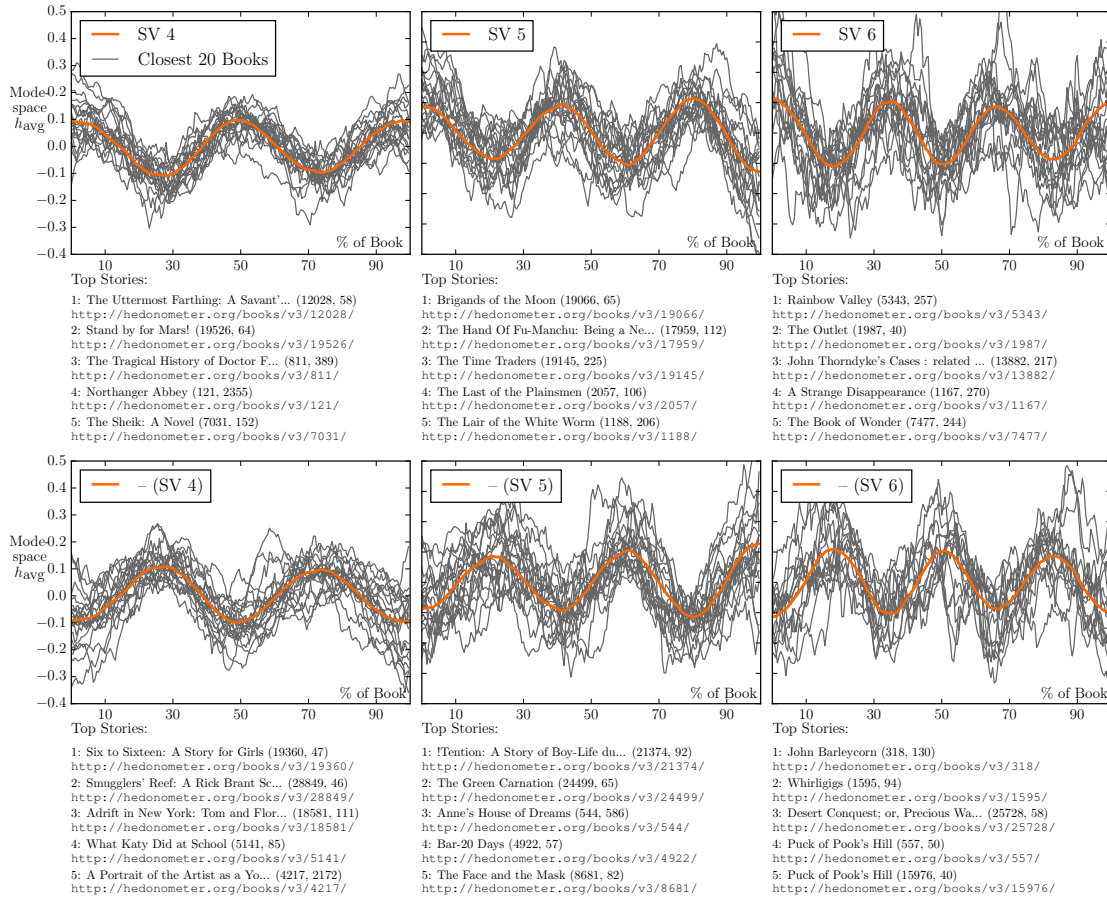 SV 4
Closest 20 Books
SV 5
SV 6
Mode space havg
0.5
0.4
0.3
0.2
0.1
0.0
−0.1
−0.2
−0.3
−0.4
% of Book
% of Book
% of Book
10 30 50 70 90
10 30 50 70 90
10 30 50 70 90
Top Stories:
1: The Uttermost Farthing: A Savant'... (12028, 58)
http://hedonometer.org/books/v3/12028/
2: Stand by for Mars! (19526, 64)
http://hedonometer.org/books/v3/19526/
3: The Tragical History of Doctor F... (811, 389)
http://hedonometer.org/books/v3/811/
4: Northanger Abbey (121, 2355)
http://hedonometer.org/books/v3/121/
5: The Sheik: A Novel (7031, 152)
http://hedonometer.org/books/v3/7031/
Top Stories:
1: Brigands of the Moon (19066, 65)
http://hedonometer.org/books/v3/19066/
2: The Hand Of Fu-Manchu: Being a Ne... (17959, 112)
http://hedonometer.org/books/v3/17959/
3: The Time Traders (19145, 225)
http://hedonometer.org/books/v3/19145/
4: The Last of the Plainsmen (2057, 106)
http://hedonometer.org/books/v3/2057/
5: The Lair of the White Worm (1188, 206)
http://hedonometer.org/books/v3/1188/
Top Stories:
1: Rainbow Valley (5343, 257)
http://hedonometer.org/books/v3/5343/
2: The Outlet (1987, 40)
http://hedonometer.org/books/v3/1987/
3: John Thorndyke's Cases : related ... (13882, 217)
http://hedonometer.org/books/v3/13882/
4: A Strange Disappearance (1167, 270)
http://hedonometer.org/books/v3/1167/
5: The Book of Wonder (7477, 244)
http://hedonometer.org/books/v3/7477/
– (SV 4)
– (SV 5)
– (SV 6)
Mode space havg
0.5
0.4
0.3
0.2
0.1
0.0
−0.1
−0.2
−0.3
−0.4
% of Book
% of Book
% of Book
10 30 50 70 90
10 30 50 70 90
10 30 50 70 90
Top Stories:
1: Six to Sixteen: A Story for Girls (19360, 47)
http://hedonometer.org/books/v3/19360/
2: Smugglers' Reef: A Rick Brant Sc... (28849, 46)
http://hedonometer.org/books/v3/28849/
3: Adrift in New York: Tom and Flor... (18581, 111)
http://hedonometer.org/books/v3/18581/
4: What Katy Did at School (5141, 85)
http://hedonometer.org/books/v3/5141/
5: A Portrait of the Artist as a Yo... (4217, 2172)
http://hedonometer.org/books/v3/4217/
Top Stories:
1: !Tention: A Story of Boy-Life du... (21374, 92)
http://hedonometer.org/books/v3/21374/
2: The Green Carnation (24499, 65)
http://hedonometer.org/books/v3/24499/
3: Anne's House of Dreams (544, 586)
http://hedonometer.org/books/v3/544/
4: Bar-20 Days (4922, 57)
http://hedonometer.org/books/v3/4922/
5: The Face and the Mask (8681, 82)
http://hedonometer.org/books/v3/8681/
Top Stories:
1: John Barleycorn (318, 130)
http://hedonometer.org/books/v3/318/
2: Whirligigs (1595, 94)
http://hedonometer.org/books/v3/1595/
3: Desert Conquest; or, Precious Wa... (25728, 58)
http://hedonometer.org/books/v3/25728/
4: Puck of Pook's Hill (557, 50)
http://hedonometer.org/books/v3/557/
5: Puck of Pook's Hill (15976, 40)
http://hedonometer.org/books/v3/15976/